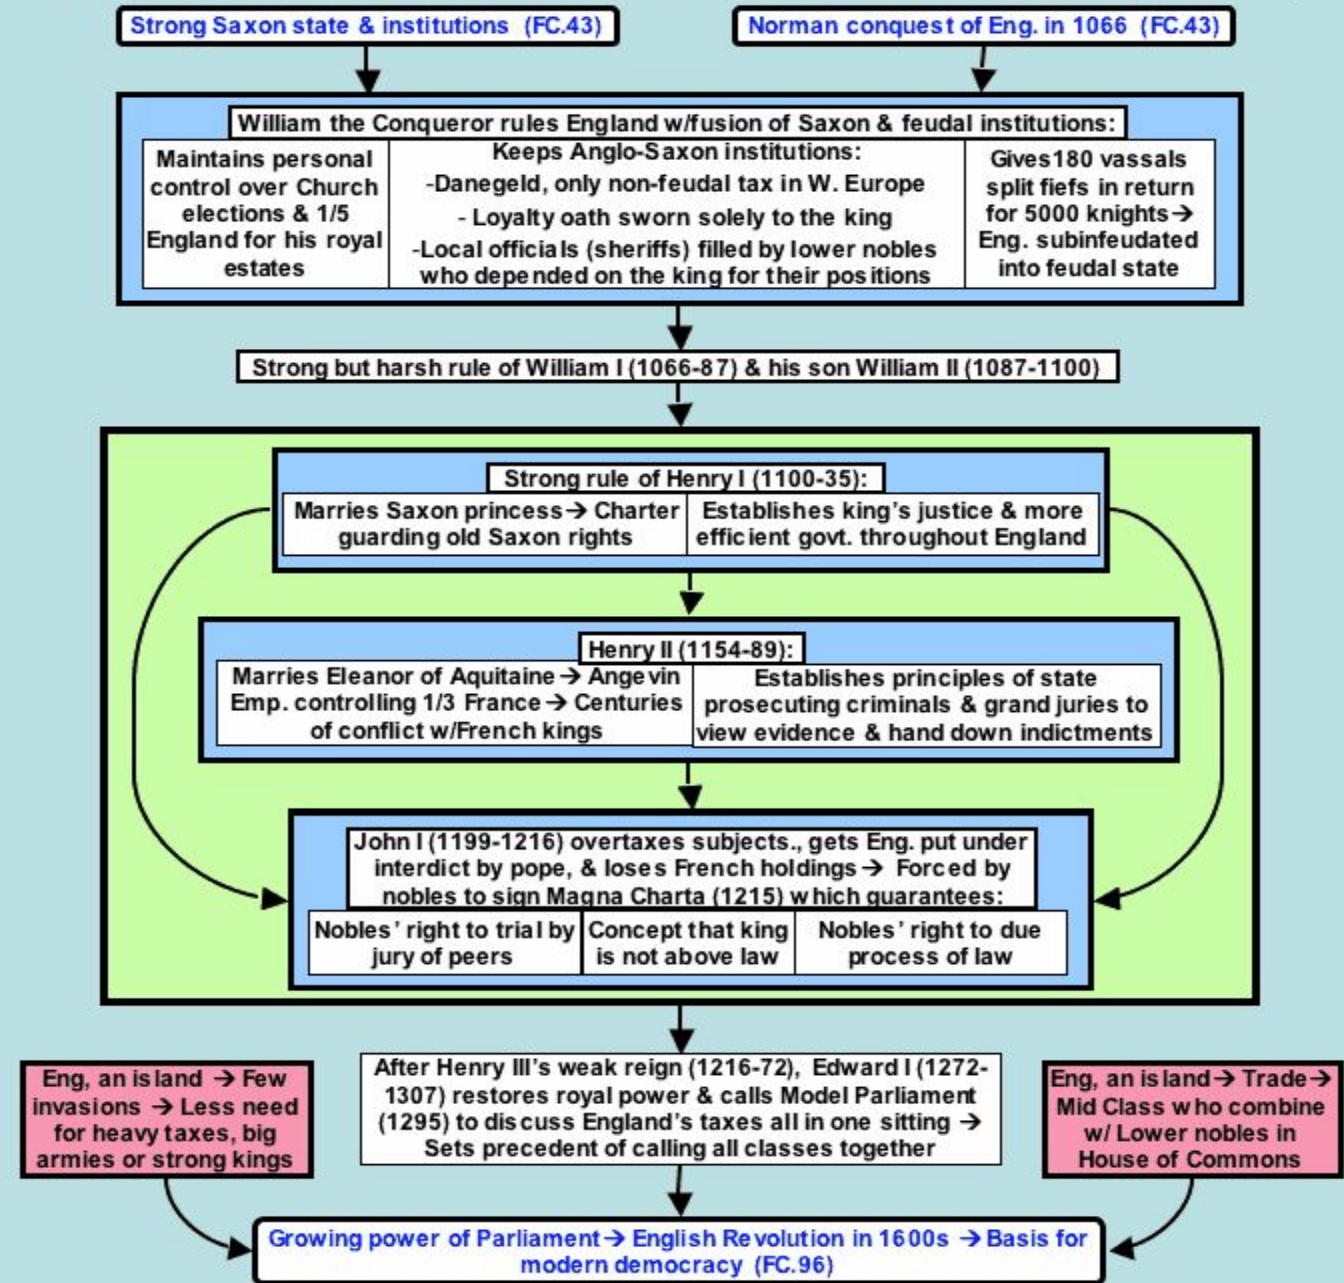 Strong Saxon state & institutions (FC.43)
Norman conquest of Eng. in 1066 (FC.43)
William the Conqueror rules England w/fusion of Saxon & feudal institutions:
Maintains personal
control over Church
elections & 1/5
England for his royal
estates
Keeps Anglo-Saxon institutions:
-Danegeld, only non-feudal tax in W. Europe
- Loyalty oath sworn solely to the king
-Local officials (sheriffs) filled by lower nobles
who depended on the king for their positions
Gives180 vassals
split fiefs in return
for 5000 knights→
Eng. subinfeudated
into feudal state
Strong but harsh rule of William I (1066-87) & his son William II (1087-1100)
Strong rule of Henry I (1100-35):
Marries Saxon princess→ Charter
guarding old Saxon rights
Establishes king's justice & more
efficient govt. throughout England
Henry II (1154-89):
Marries Eleanor of Aquitaine→ Angevin
Emp. controlling 1/3 France→ Centuries
of conflict w/French kings
Establishes principles of state
prosecuting criminals & grand juries to
view evidence & hand down indictments
John I (1199-1216) overtaxes subjects., gets Eng. put under
interdict by pope, & loses French holdings→ Forced by
nobles to sign Magna Charta (1215) which guarantees:
Nobles' right to trial by
jury of peers
Concept that king
is not above law
Nobles' right to due
process of law
Eng, an island → Few
invasions → Less need
for heavy taxes, big
armies or strong kings
After Henry III's weak reign (1216-72), Edward I (1272-
1307) restores royal power & calls Model Parliament
(1295) to discuss England's taxes all in one sitting →
Sets precedent of calling all classes together
Eng, an island→ Trade→
Mid Class who combine
w/ Lower nobles in
House of Commons
Growing power of Parliament→ English Revolution in 1600s → Basis for
modern democracy (FC.96)